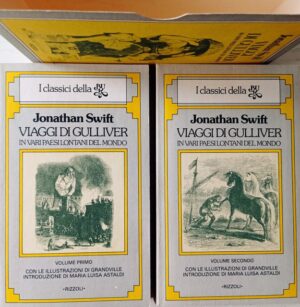 I classici della BUR
Jonathan Swift
VIAGGI DI GULLIVER
IN VARI PAESI LONTANI DEL MONDO
VOLUME PRIMO
CON LE ILLUSTRAZIONI DI GRANDVILLE
INTRODUZIONE DI MARIA LUISA ASTALDI
«RIZZOLI»
I classici della BUR
Jonathan Swift
VIAGGI DI GULLIVER
IN VARI PAESI LONTANI DEL MONDO
VOLUME SECONDO
CON LE ILLUSTRAZIONI DI GRANDVILLE
INTRODUZIONE DI MARIA LUISA ASTALDI
«RIZZOLI»